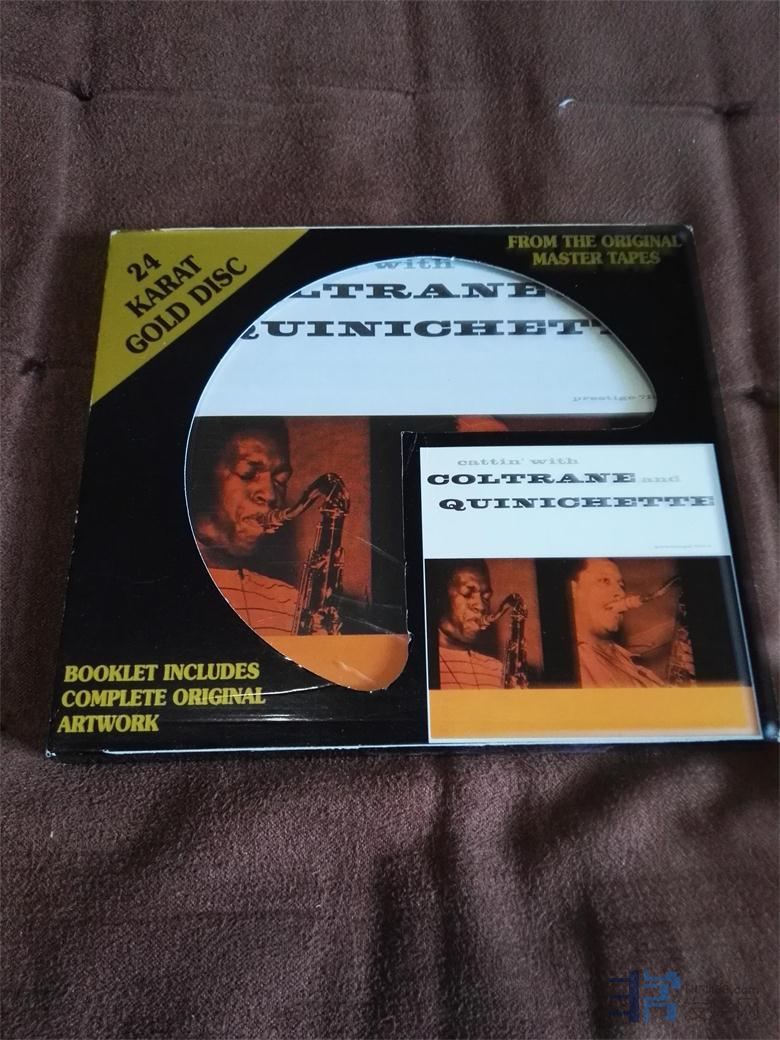 24
KARAT
GOLD DISC
FROM THE ORIGINAL
MASTER TAPES
with
LTRANE
QUINICHETT
prestige 71
cattin' with
COLTRANE and
QUINICHETTE
BOOKLET INCLUDES
COMPLETE ORIGINAL
ARTWORK